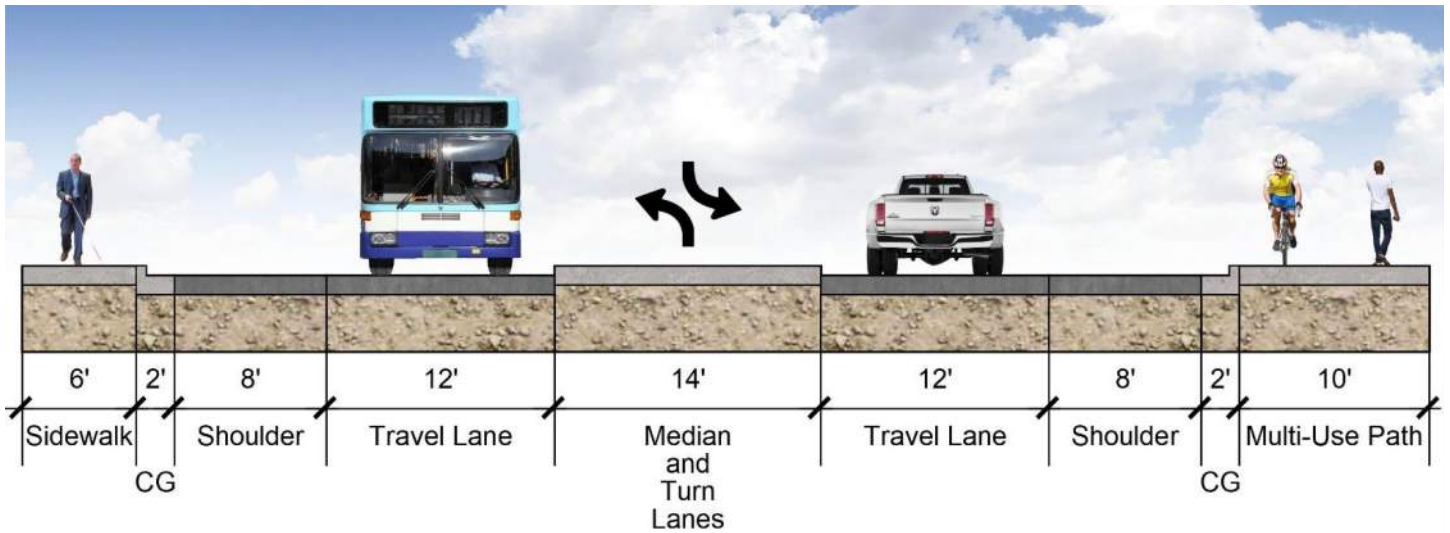 6' 2' 8' 12' 14' 12' 8' 2' 10'
Sidewalk Shoulder Travel Lane Median Travel Lane Shoulder Multi-Use Path
and
CG CG
Turn
Lanes